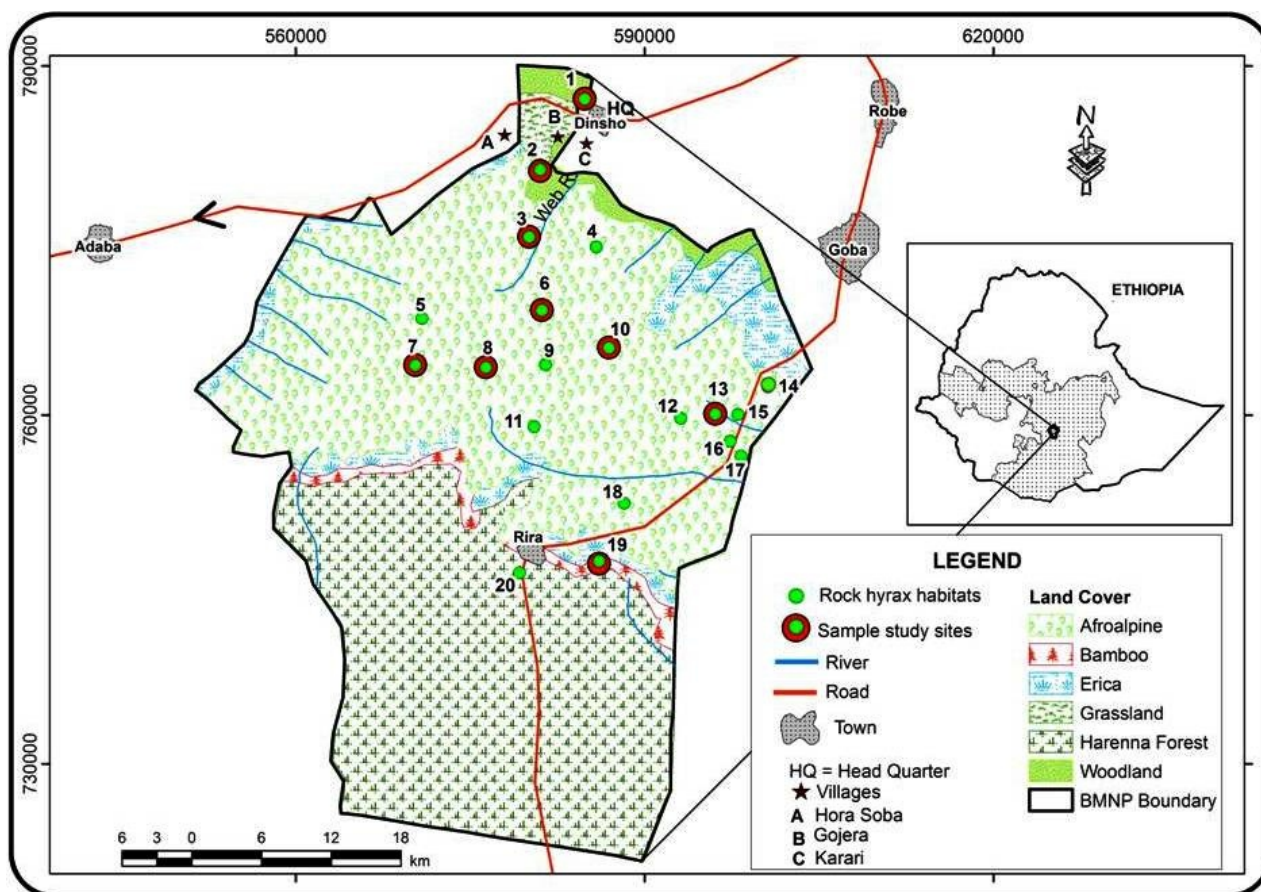 560000
590000
620000
790000
760000
730000
1
HQ
Dinsho
B
A
C
2
Web R
3
4
5
6
7
8
9
10
11
12
13
14
15
16
17
18
19
20
Robe
Goba
Adaba
Rira
N
ETHIOPIA
LEGEND
Rock hyrax habitats
Sample study sites
River
Road
Town
HQ = Head Quarter
Villages
A Hora Soba
B Gojera
C Karari
Land Cover
Afroalpine
Bamboo
Erica
Grassland
Harenna Forest
Woodland
BMNP Boundary
6 3 0 6 12 18
km